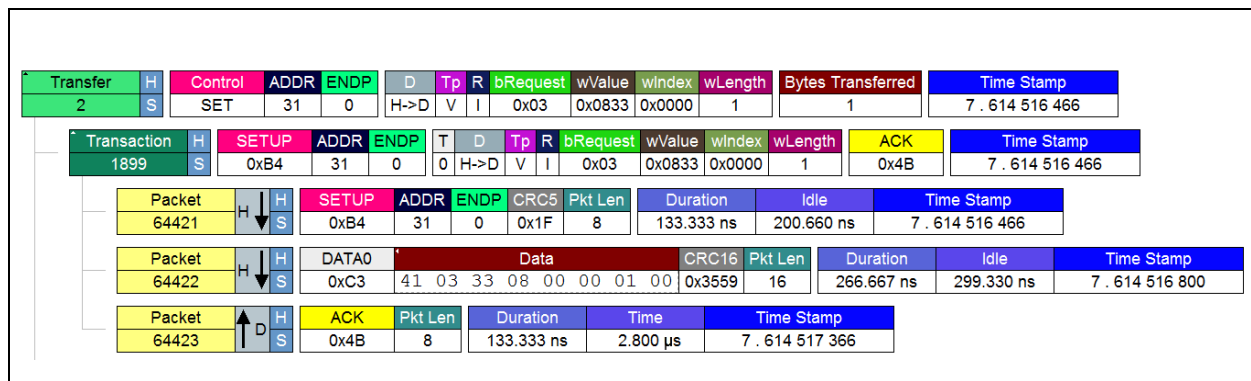 Transfer H Control ADDR ENDP D Tp R bRequest wValue wIndex wLength Bytes Transferred Time Stamp
2 S SET 31 0 H->D V I 0x03 0x0833 0x0000 1 1 7 . 614 516 466
Transaction H SETUP ADDR ENDP T D Tp R bRequest wValue wIndex wLength ACK Time Stamp
1899 S 0xB4 31 0 0 H->D V I 0x03 0x0833 0x0000 1 0x4B 7 . 614 516 466
Packet H H SETUP ADDR ENDP CRC5 Pkt Len Duration Idle Time Stamp
64421 S 0xB4 31 0 0x1F 8 133.333 ns 200.660 ns 7 . 614 516 466
Packet H H DATA0 Data CRC16 Pkt Len Duration Idle Time Stamp
64422 S 0xC3 41 03 33 08 00 00 01 00 0x3559 16 266.667 ns 299.330 ns 7 . 614 516 800
Packet D H ACK Pkt Len Duration Time Time Stamp
64423 S 0x4B 8 133.333 ns 2.800 µs 7 . 614 517 366